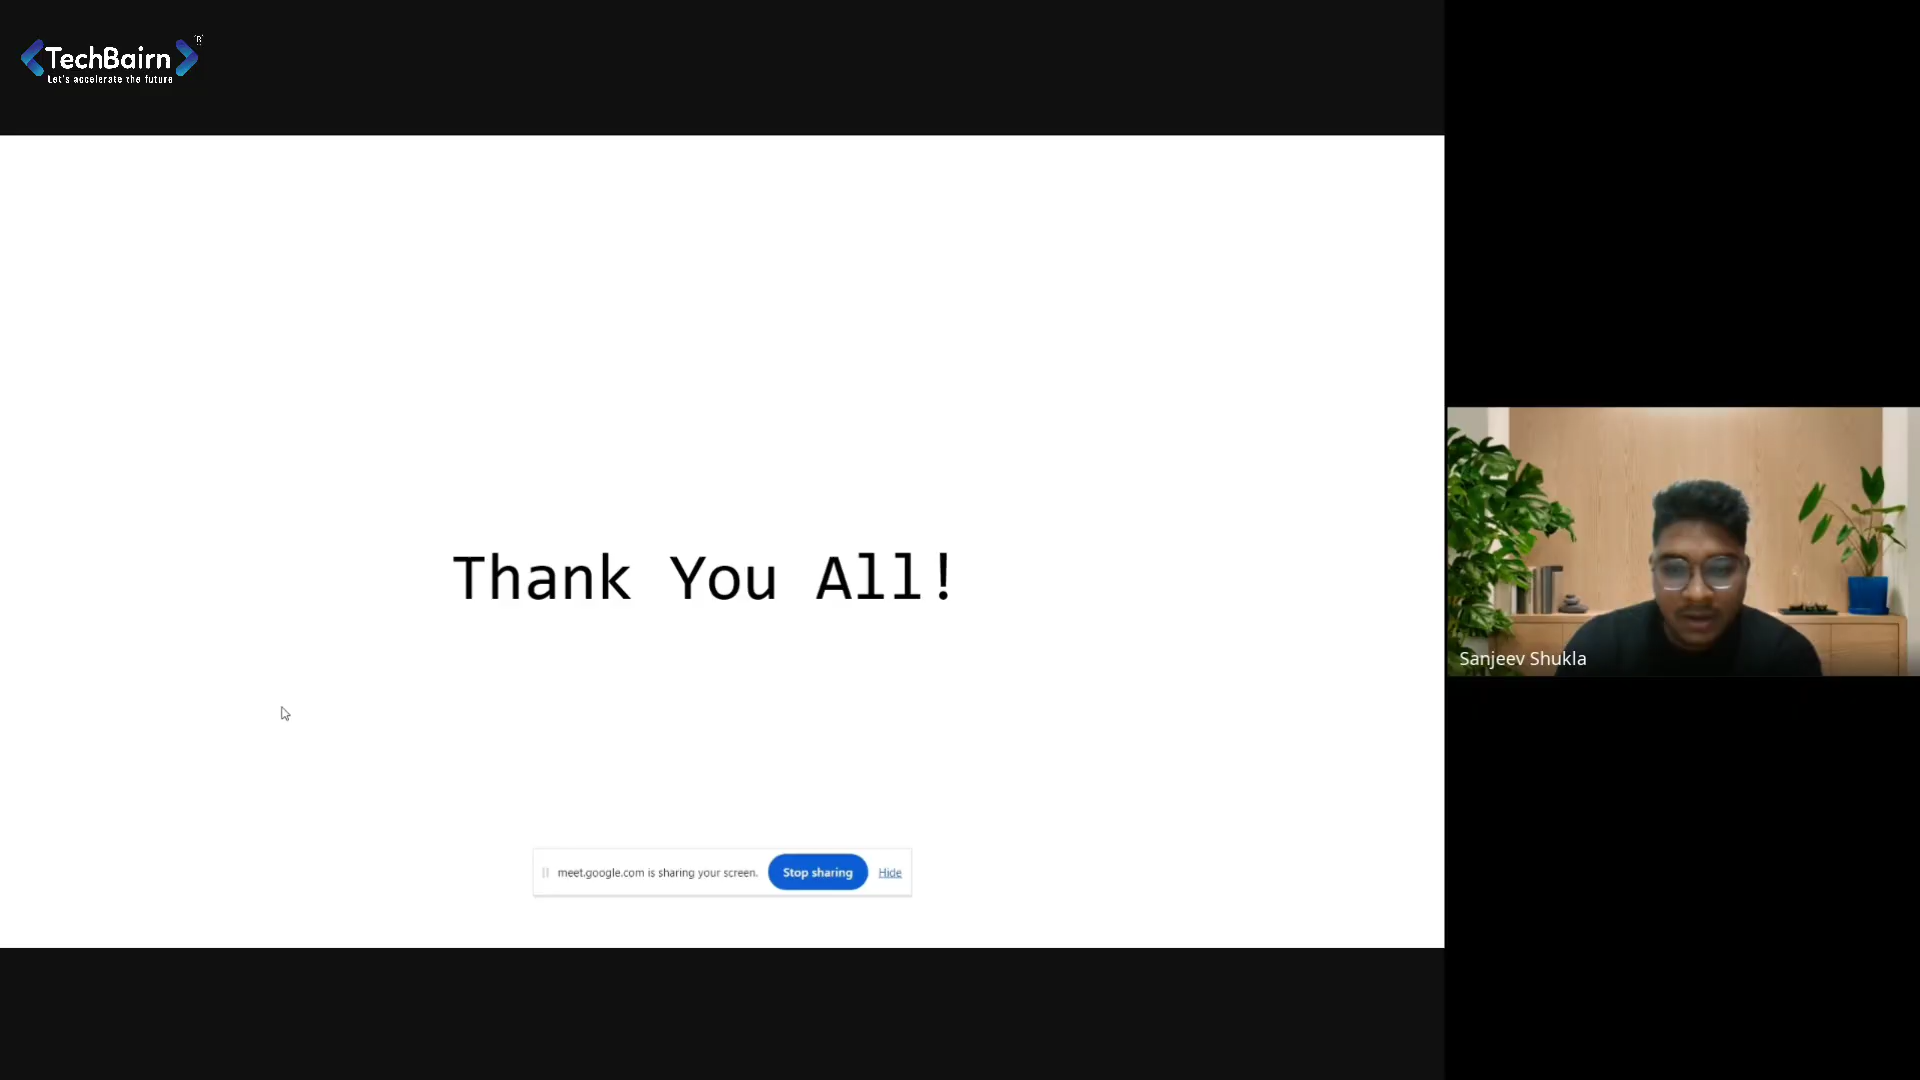 TechBairn
Let's accelerate the future
Thank You All!
Sanjeev Shukla
meet.google.com is sharing your screen. Stop sharing Hide